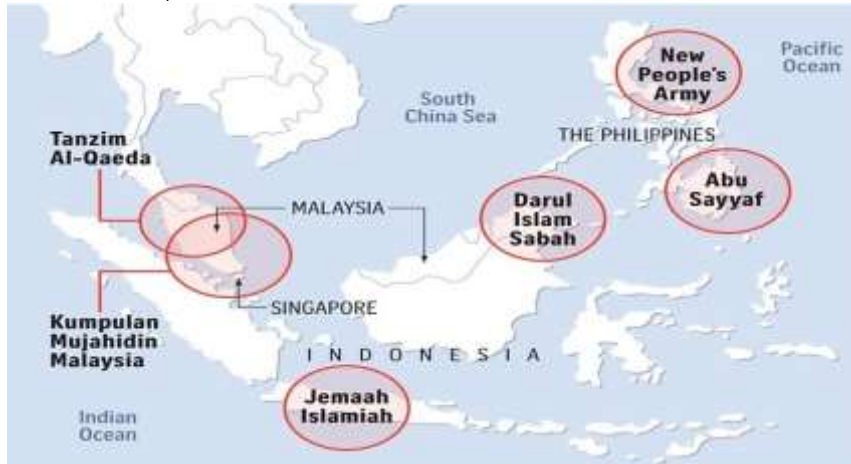 New
People's
Army
Pacific
Ocean
South
China Sea
THE PHILIPPINES
Tanzim
Al-Qaeda
Abu
Sayyaf
MALAYSIA
Darul
Islam
Sabah
SINGAPORE
Kumpulan
Mujahidin
Malaysia
INDONESIA
Jemaah
Islamiah
Indian
Ocean